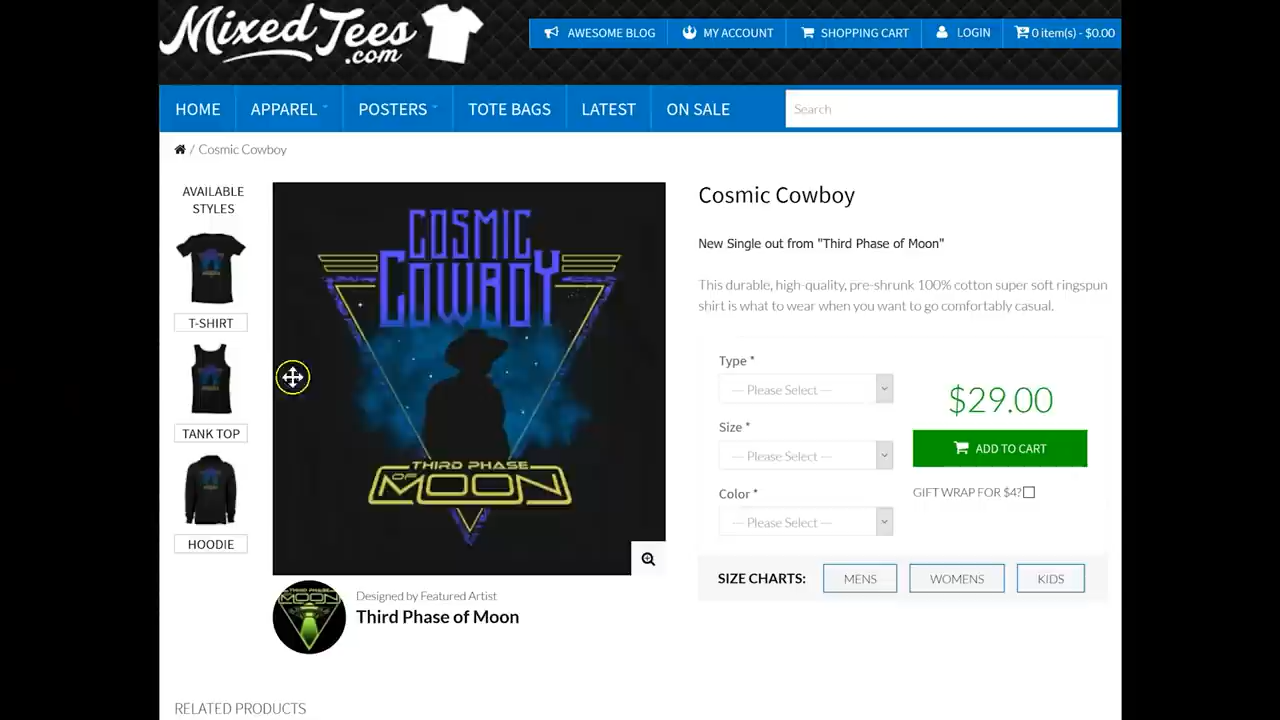 MixedTees
.com
AWESOME BLOG
MY ACCOUNT
SHOPPING CART
LOGIN
0 item(s) - $0.00
HOME
APPAREL
POSTERS
TOTE BAGS
LATEST
ON SALE
Search
/ Cosmic Cowboy
AVAILABLE
STYLES
T-SHIRT
TANK TOP
HOODIE
COSMIC
COWBOY
THIRD PHASE
OF MOON
THIRD PHASE
MOON
Designed by Featured Artist
Third Phase of Moon
Cosmic Cowboy
New Single out from "Third Phase of Moon"
This durable, high-quality, pre-shrunk 100% cotton super soft ringspun
shirt is what to wear when you want to go comfortably casual.
Type *
--- Please Select ---
Size *
--- Please Select ---
Color *
--- Please Select ---
$29.00
ADD TO CART
GIFT WRAP FOR $4?
SIZE CHARTS:
MENS
WOMENS
KIDS
RELATED PRODUCTS